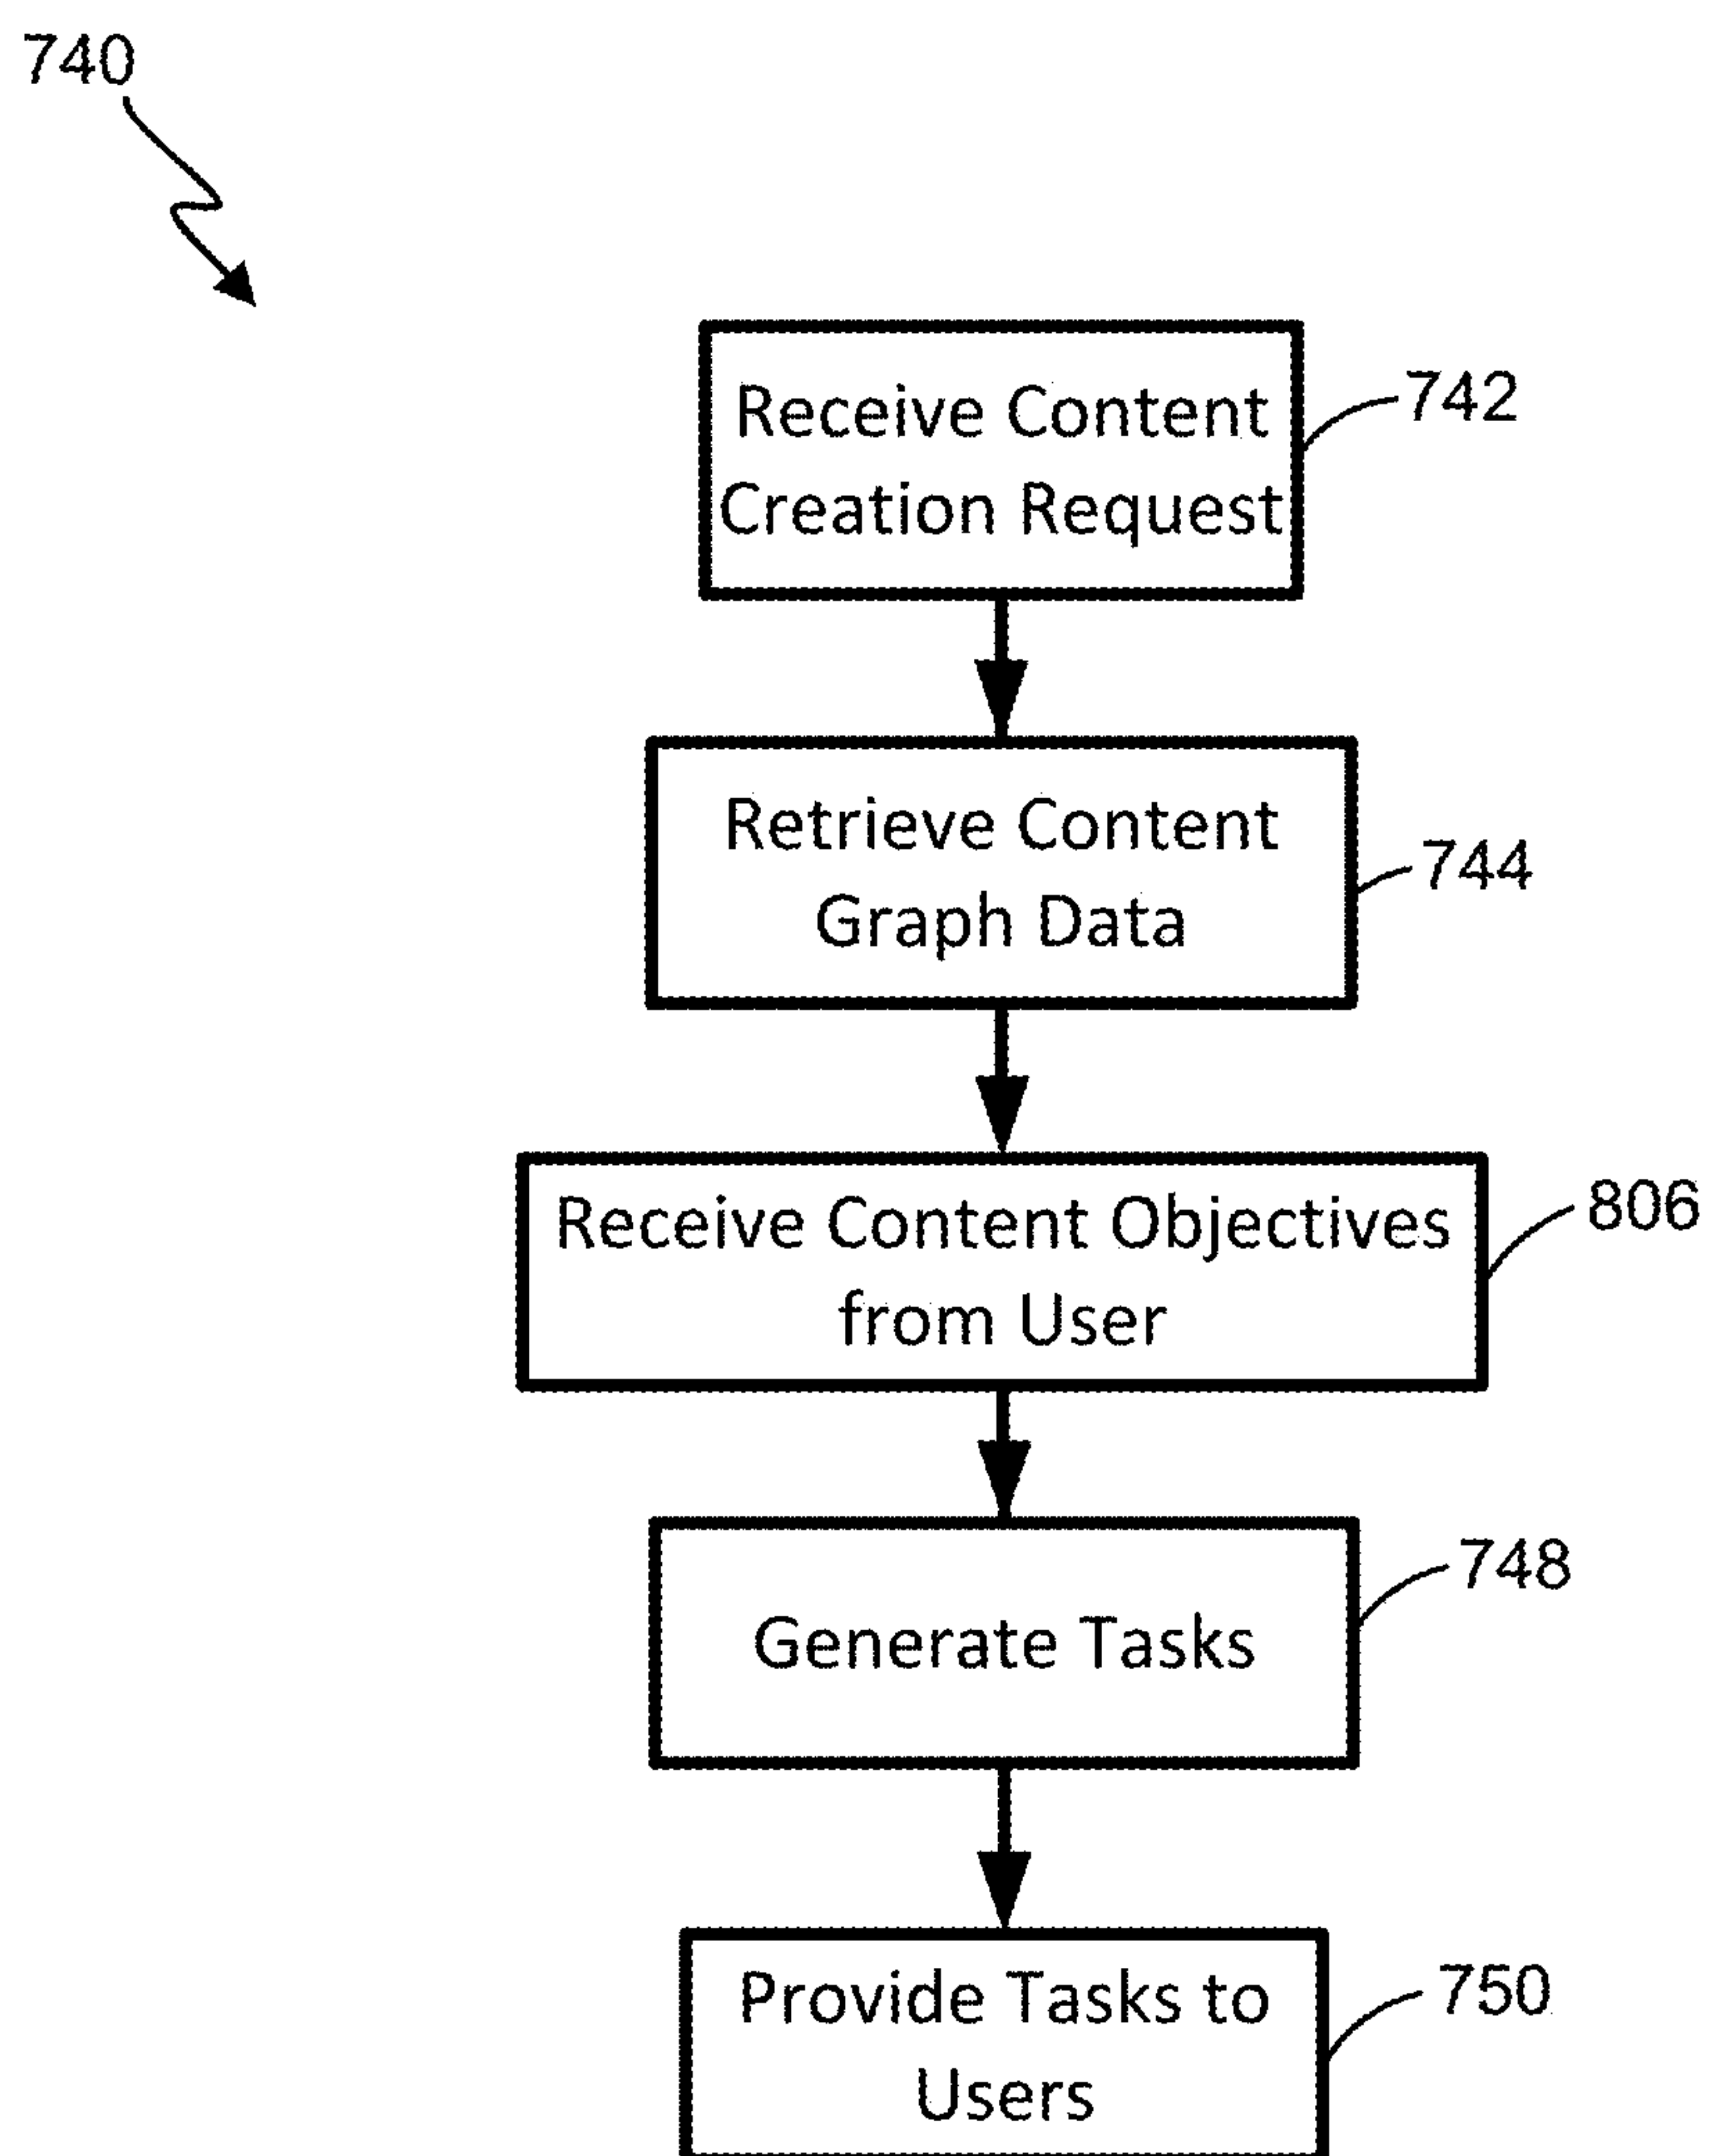 740
Receive Content
Creation Request
742
Retrieve Content
Graph Data
744
Receive Content Objectives
from User
806
Generate Tasks
748
Provide Tasks to
Users
750